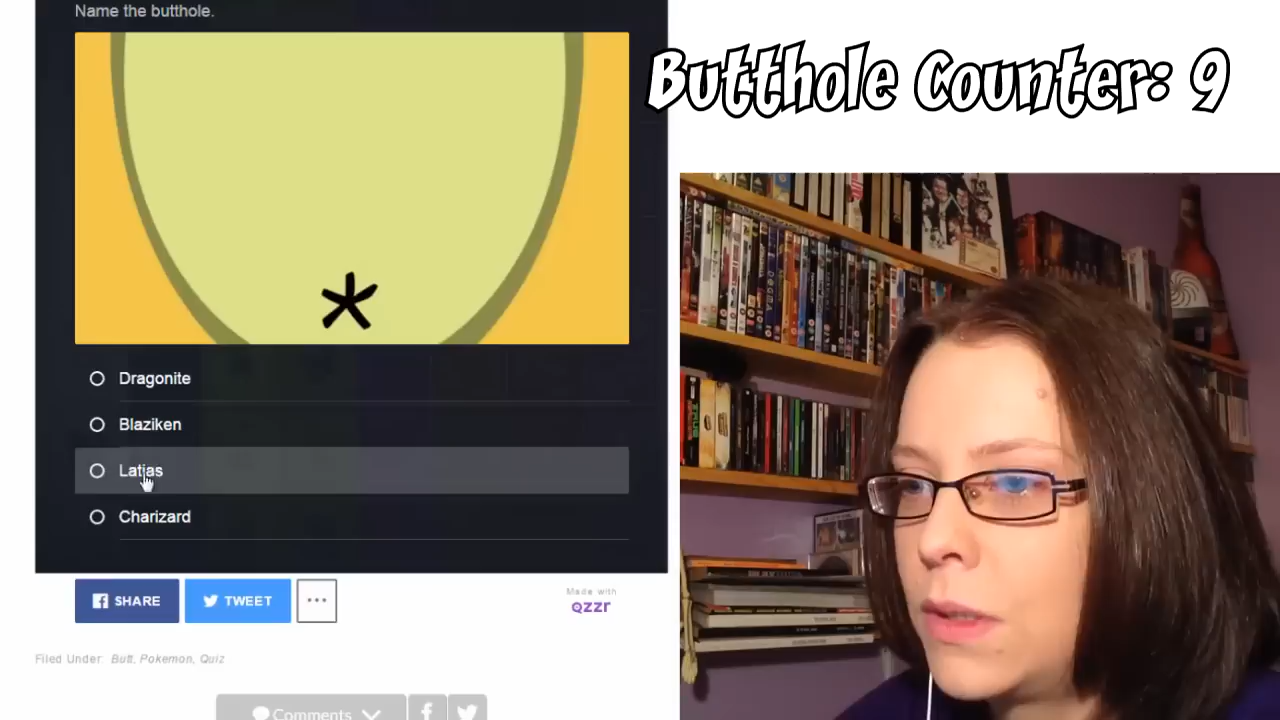 Name the butthole.
Butthole Counter: 9
Dragonite
Blaziken
Latias
Charizard
SHARE
TWEET
Made with
QZZR
Filed Under: Butt, Pokemon, Quiz
Comments